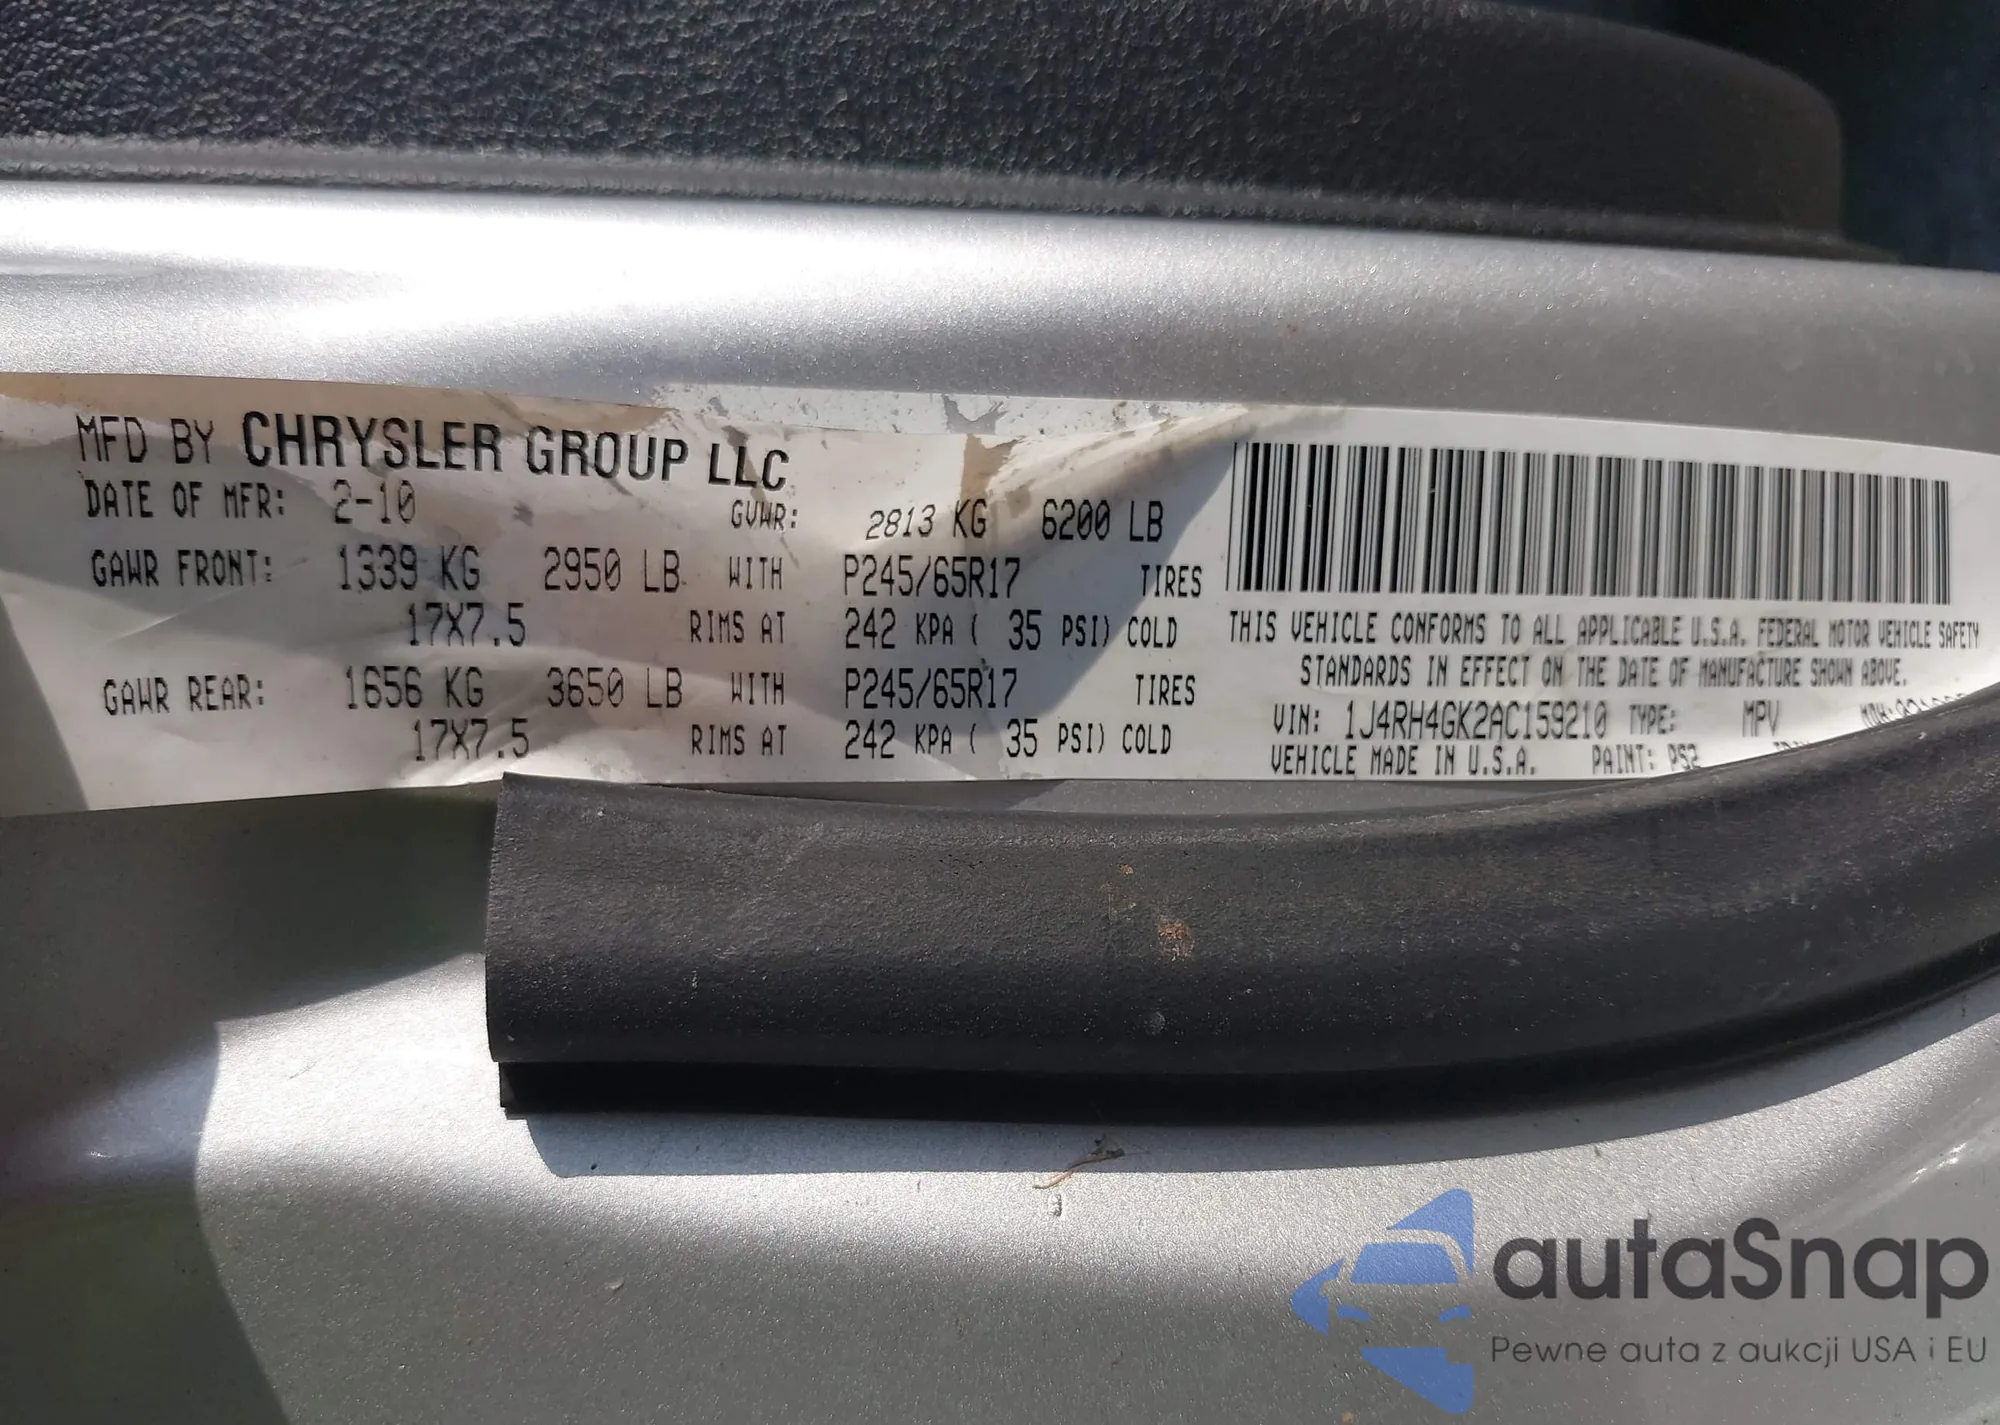 MFD BY CHRYSLER GROUP LLC
DATE OF MFR: 2-10 GVWR: 2813 KG 6200 LB
GAWR FRONT: 1339 KG 2950 LB WITH P245/65R17 TIRES
17X7.5 RIMS AT 242 KPA ( 35 PSI) COLD
GAWR REAR: 1656 KG 3650 LB WITH P245/65R17 TIRES
17X7.5 RIMS AT 242 KPA ( 35 PSI) COLD
THIS VEHICLE CONFORMS TO ALL APPLICABLE U.S.A. FEDERAL MOTOR VEHICLE SAFETY
STANDARDS IN EFFECT ON THE DATE OF MANUFACTURE SHOWN ABOVE.
VIN: 1J4RH4GK2AC159210 TYPE: MPV
VEHICLE MADE IN U.S.A. PAINT: PS2
autaSnap
Pewne auta z aukcji USA i EU